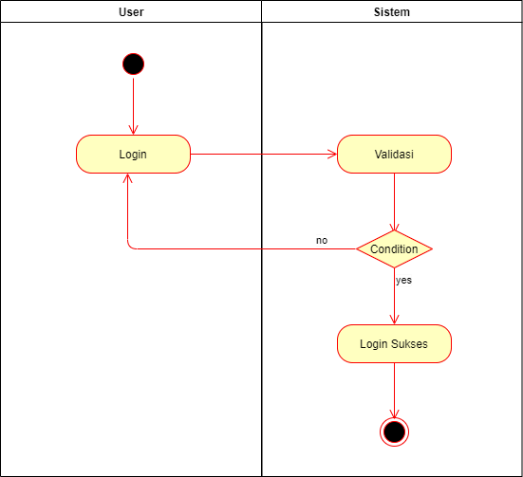 User
Sistem
Login
Validasi
no
Condition
yes
Login Sukses